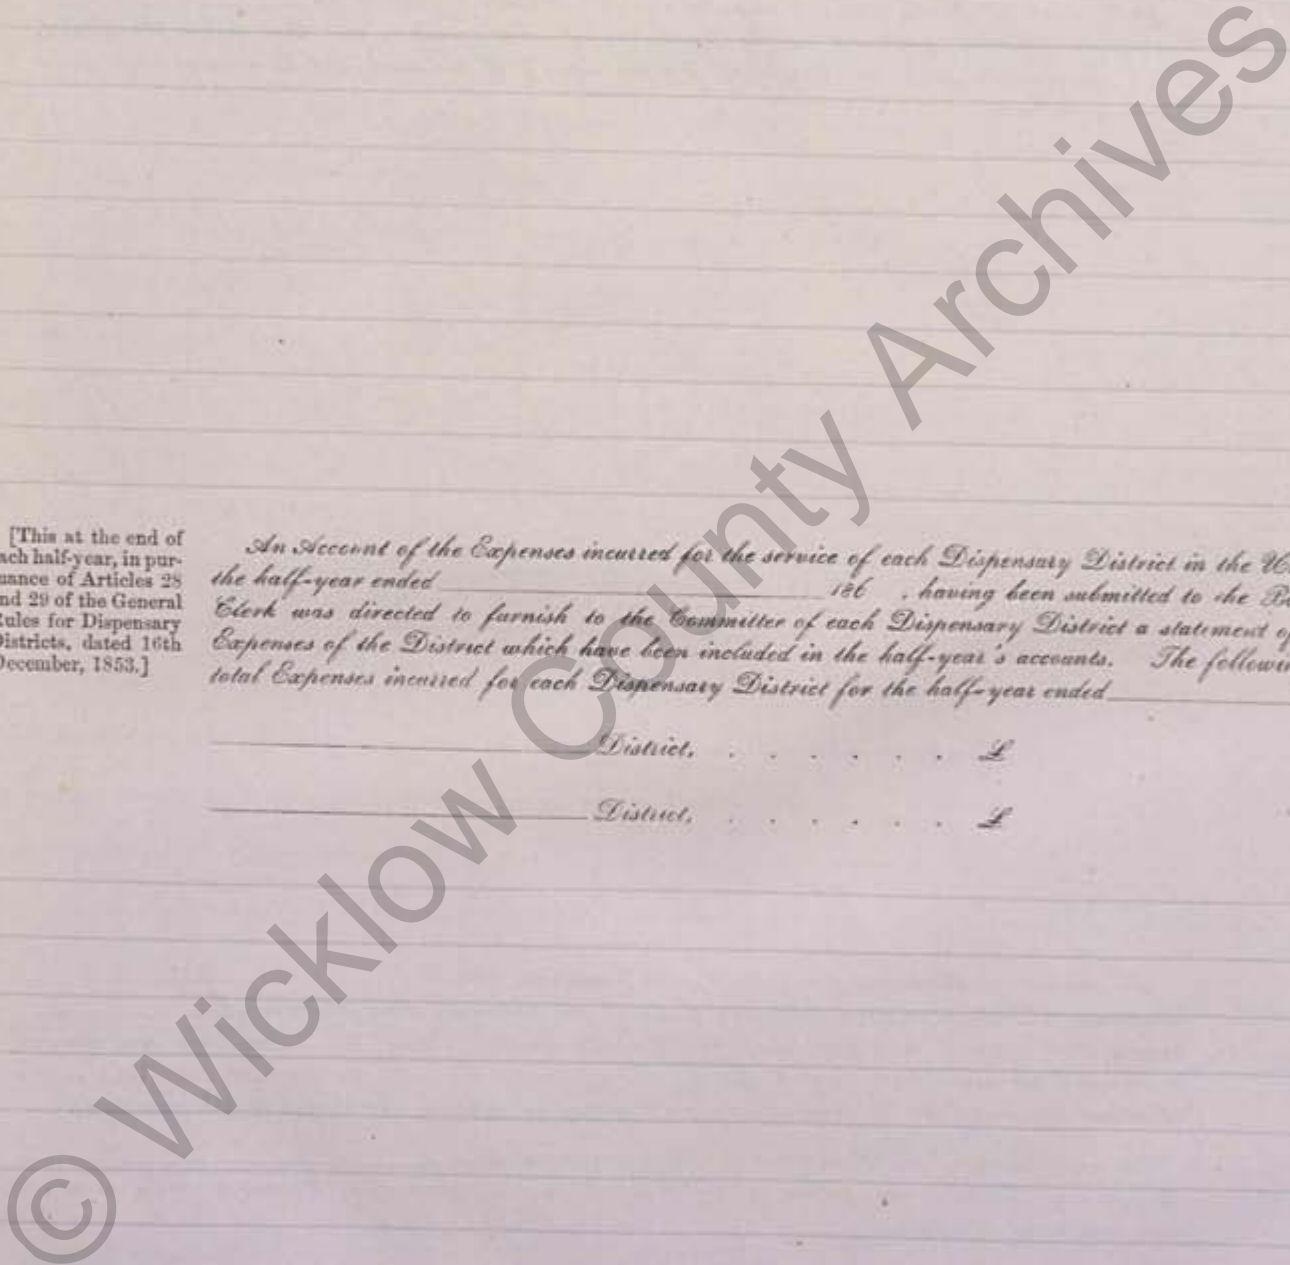 [This at the end of
ach half-year, in pur-
uance of Articles 28
nd 29 of the General
Rules for Dispensary
Districts, dated 16th
December, 1853.]
An Account of the Expenses incurred for the service of each Dispensary District in the
the half-year ended 186 , having been submitted to the
Clerk was directed to furnish to the Committee of each Dispensary District a statement of
Expenses of the District which have been included in the half-year's accounts. The followin
total Expenses incurred for each Dispensary District for the half-year ended
District, . . . . . . £
District, . . . . . . £
© Wicklow County Archives